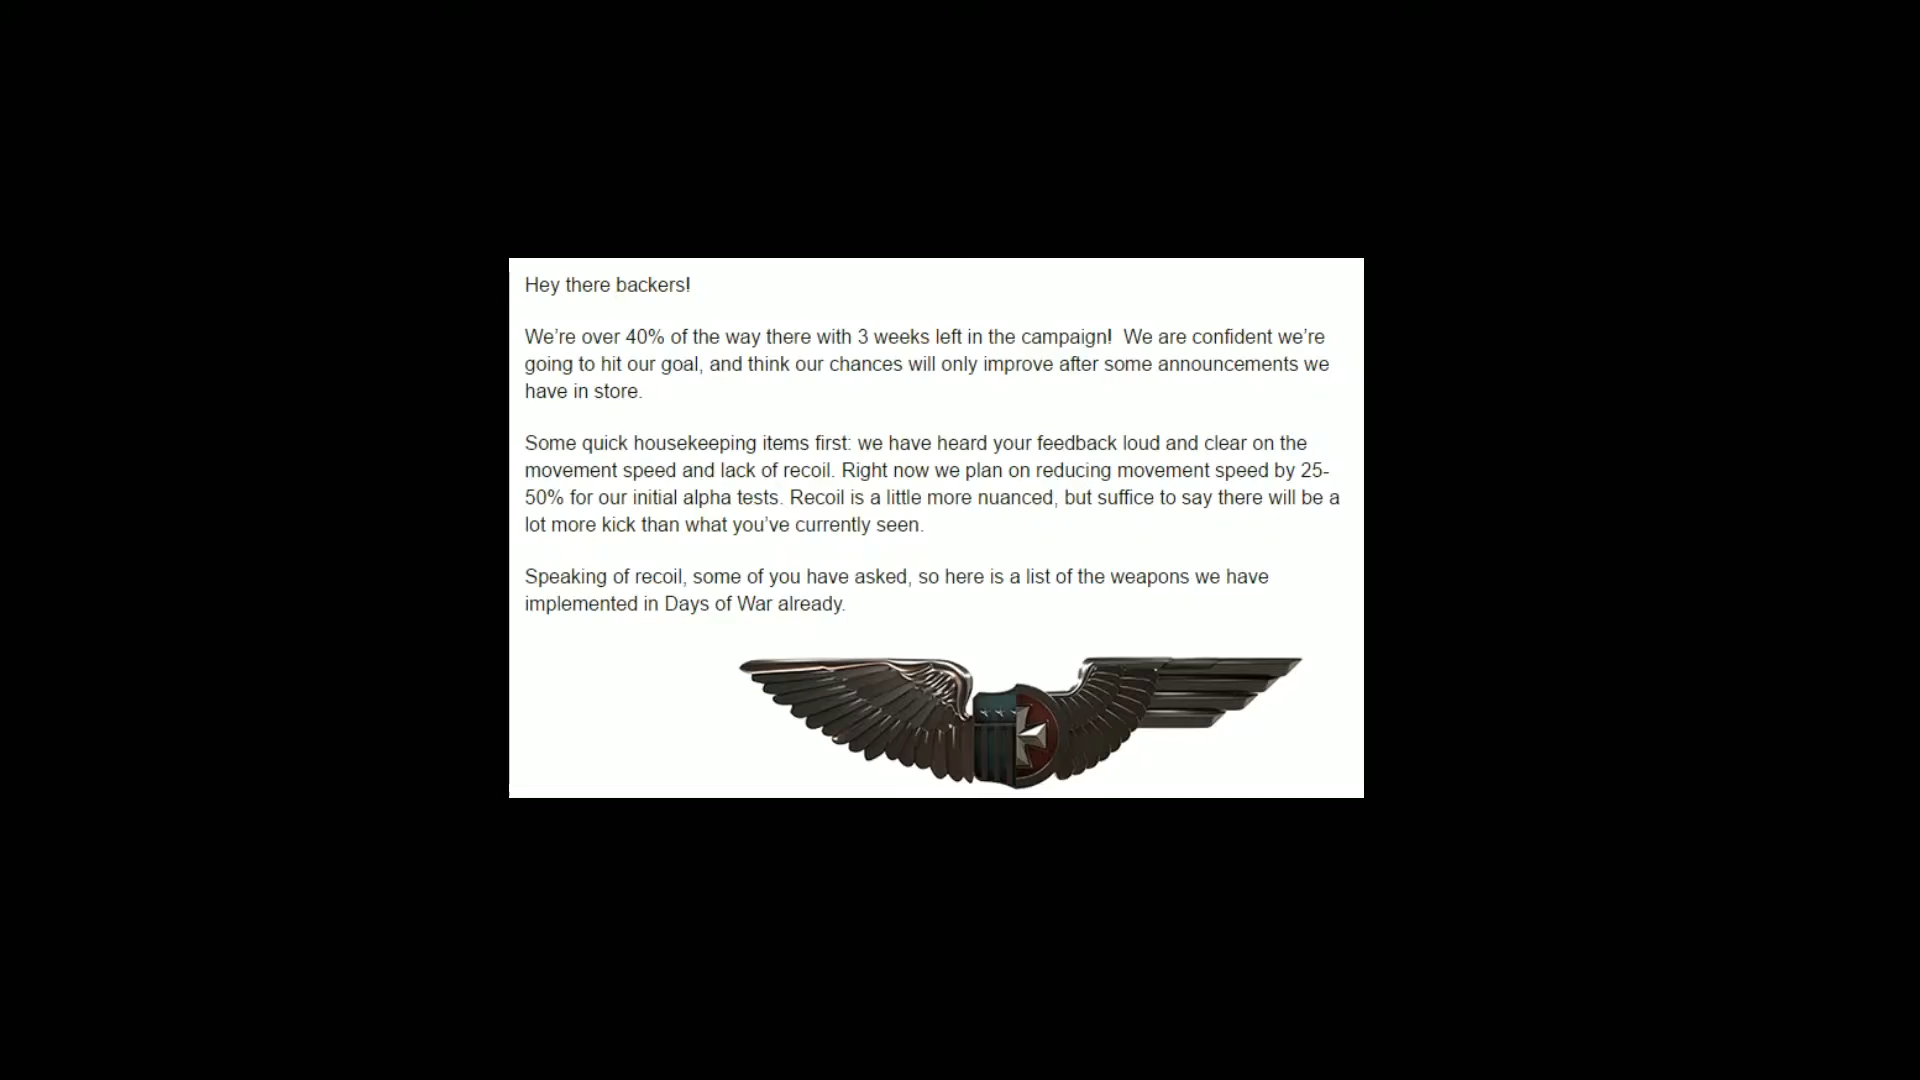 Hey there backers!
We’re over 40% of the way there with 3 weeks left in the campaign!  We are confident we’re
going to hit our goal, and think our chances will only improve after some announcements we
have in store.
Some quick housekeeping items first: we have heard your feedback loud and clear on the
movement speed and lack of recoil. Right now we plan on reducing movement speed by 25-
50% for our initial alpha tests. Recoil is a little more nuanced, but suffice to say there will be a
lot more kick than what you’ve currently seen.
Speaking of recoil, some of you have asked, so here is a list of the weapons we have
implemented in Days of War already.